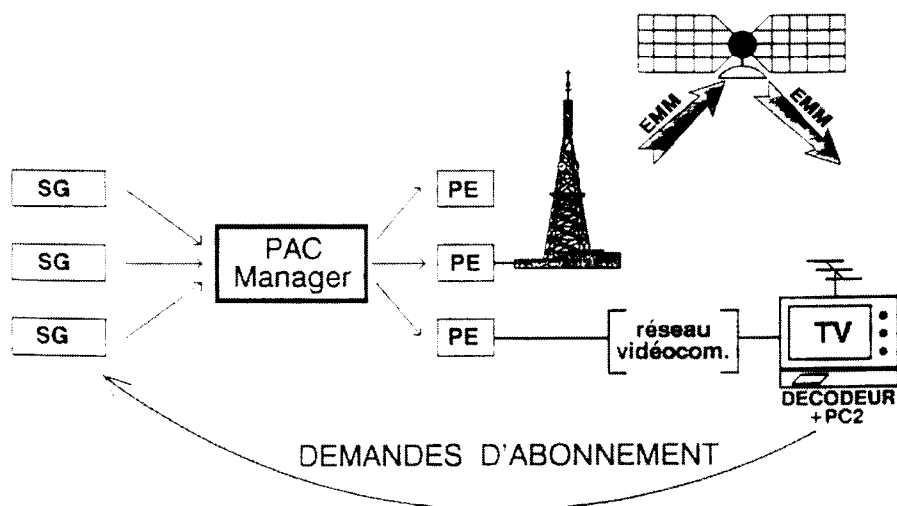 EMM
EMM
SG
SG
SG
PAC
Manager
PE
PE
PE
réseau
vidéocom.
TV
DECODEUR
+PC2
DEMANDES D'ABONNEMENT